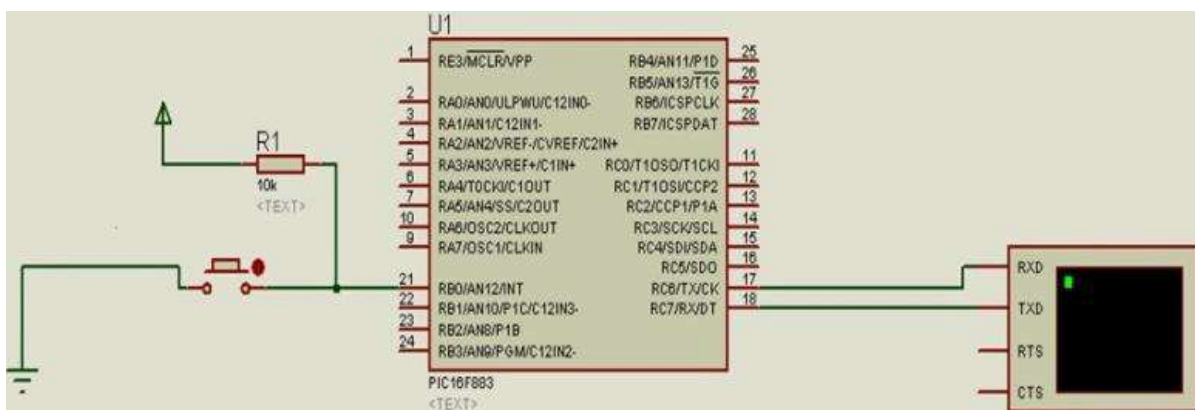 U1
1 RE3/MCLR/VPP
2 RA0/AN0/ULPWU/C12IN0-
3 RA1/AN1/C12IN1-
4 RA2/AN2/VREF-/CVREF/C2IN+
5 RA3/AN3/VREF+/C1IN+
6 RA4/T0CKI/C1OUT
7 RA5/AN4/SS/C2OUT
10 RA6/OSC2/CLKOUT
9 RA7/OSC1/CLKIN
21 RB0/AN12/INT
22 RB1/AN10/P1C/C12IN3-
23 RB2/AN8/P1B
24 RB3/AN9/PGM/C12IN2-
RB4/AN11/P1D 25
RB5/AN13/T1G 26
RB6/ICSPCLK 27
RB7/ICSPDAT 28
RC0/T1OSO/T1CKI 11
RC1/T1OSI/CCP2 12
RC2/CCP1/P1A 13
RC3/SCK/SCL 14
RC4/SDI/SDA 15
RC5/SDO 16
RC6/TX/CK 17
RC7/RX/DT 18
PIC16F883
<TEXT>
R1
10k
<TEXT>
RXD
TXD
RTS
CTS